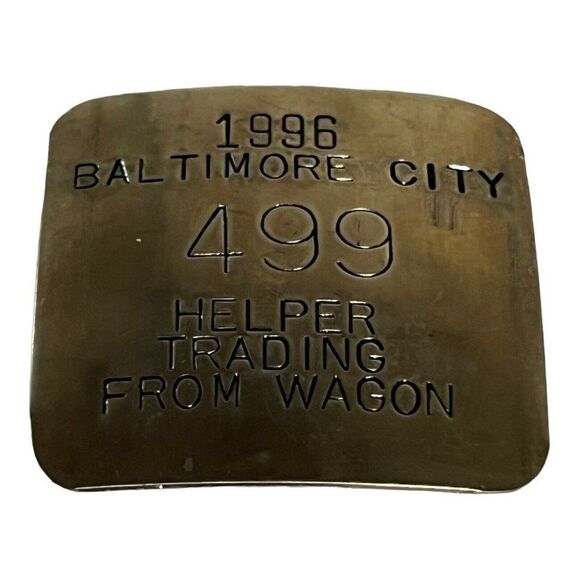 1996
BALTIMORE CITY
499
HELPER
TRADING
FROM WAGON